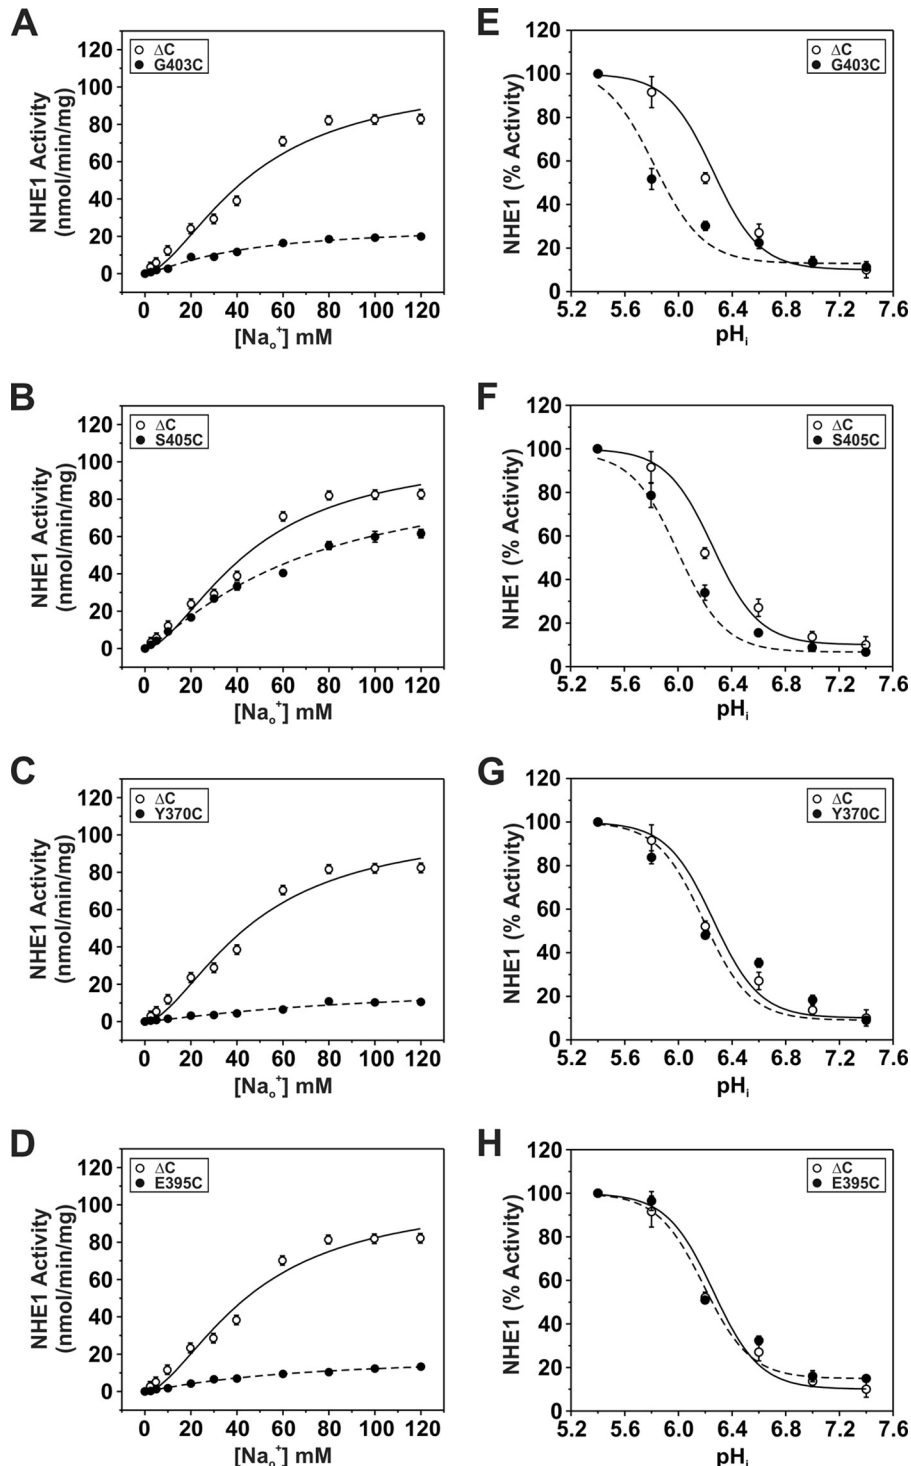 A
ΔC
G403C
NHE1 Activity
(nmol/min/mg)
120
100
80
60
40
20
0
0 20 40 60 80 100 120
[Naₒ⁺] mM
E
ΔC
G403C
NHE1 (% Activity)
120
100
80
60
40
20
0
5.2 5.6 6.0 6.4 6.8 7.2 7.6
pHᵢ
B
ΔC
S405C
NHE1 Activity
(nmol/min/mg)
120
100
80
60
40
20
0
0 20 40 60 80 100 120
[Naₒ⁺] mM
F
ΔC
S405C
NHE1 (% Activity)
120
100
80
60
40
20
0
5.2 5.6 6.0 6.4 6.8 7.2 7.6
pHᵢ
C
ΔC
Y370C
NHE1 Activity
(nmol/min/mg)
120
100
80
60
40
20
0
0 20 40 60 80 100 120
[Naₒ⁺] mM
G
ΔC
Y370C
NHE1 (% Activity)
120
100
80
60
40
20
0
5.2 5.6 6.0 6.4 6.8 7.2 7.6
pHᵢ
D
ΔC
E395C
NHE1 Activity
(nmol/min/mg)
120
100
80
60
40
20
0
0 20 40 60 80 100 120
[Naₒ⁺] mM
H
ΔC
E395C
NHE1 (% Activity)
120
100
80
60
40
20
0
5.2 5.6 6.0 6.4 6.8 7.2 7.6
pHᵢ